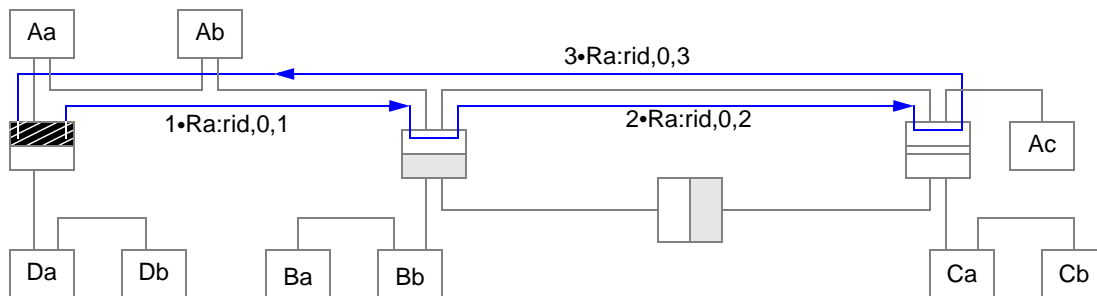 Aa
Ab
3•Ra:rid,0,3
1•Ra:rid,0,1
2•Ra:rid,0,2
Ac
Da
Db
Ba
Bb
Ca
Cb